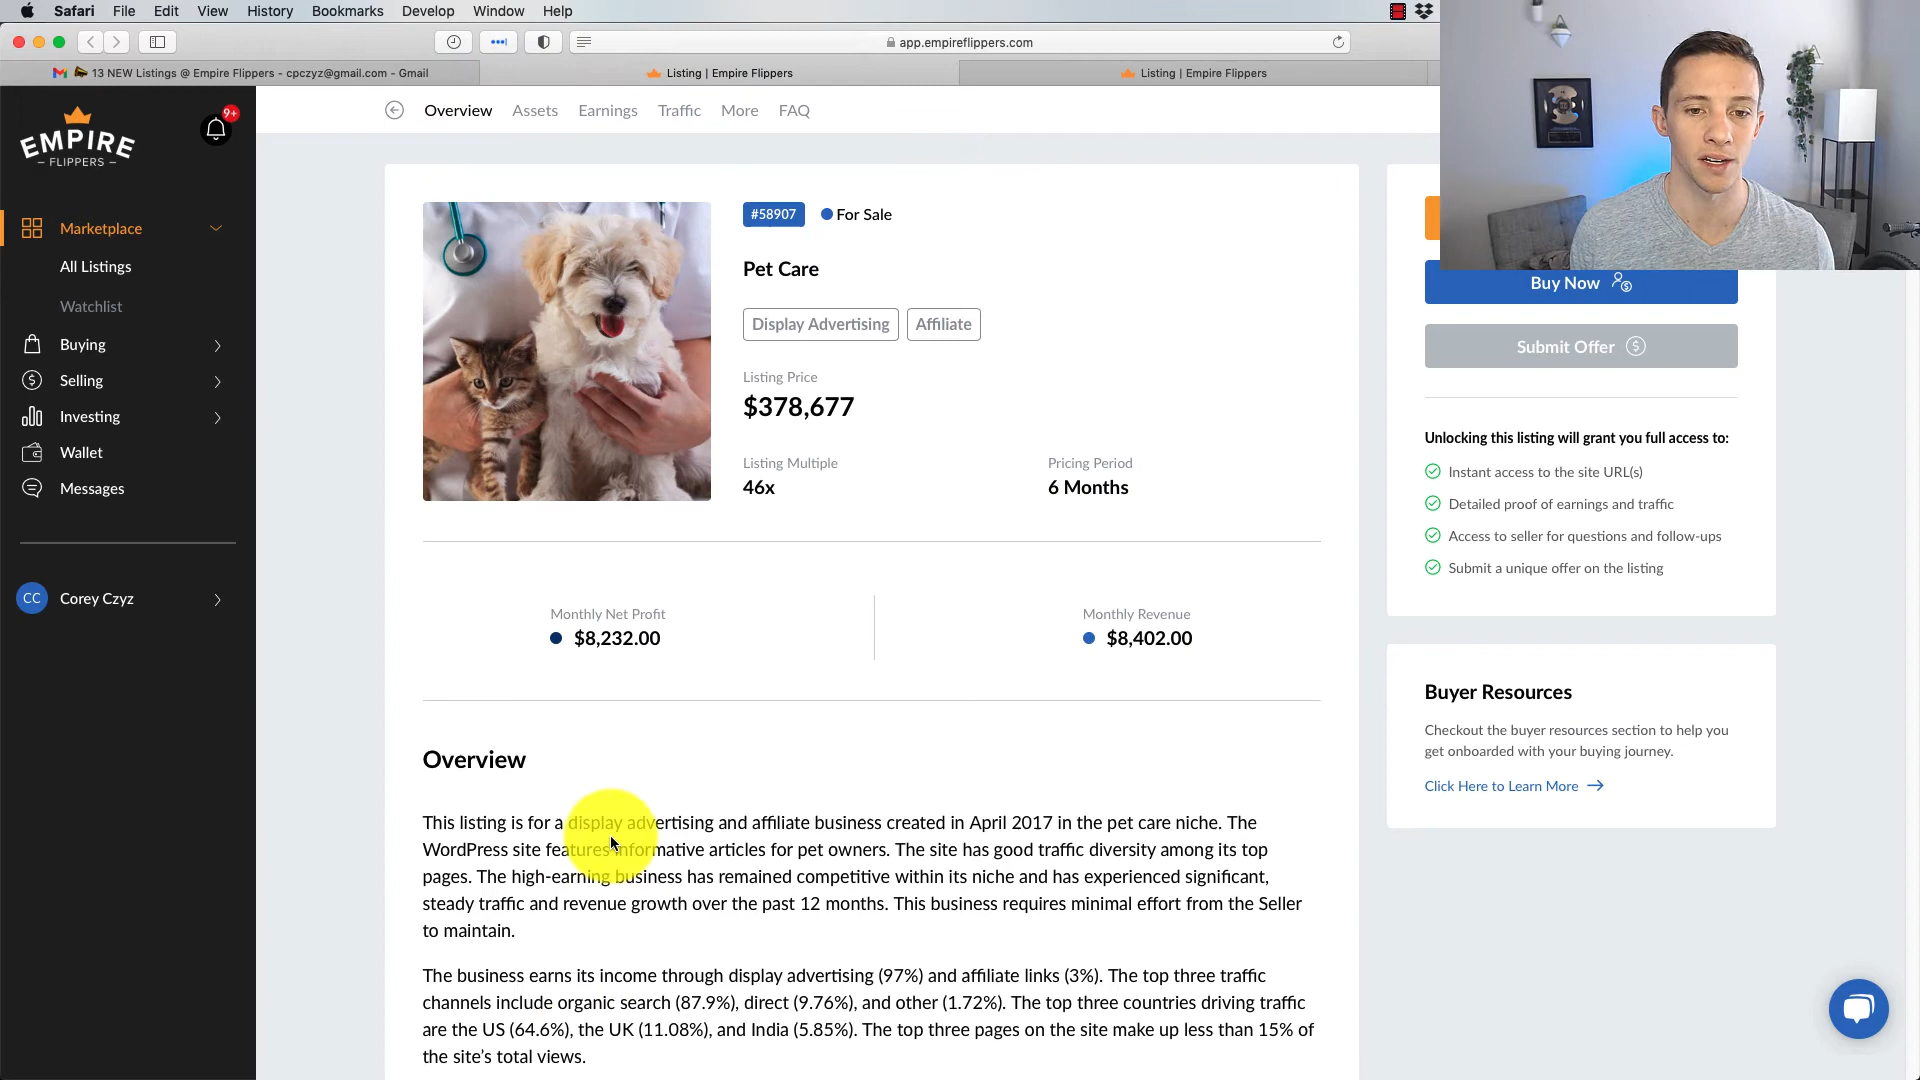 Safari File Edit View History Bookmarks Develop Window Help
app.empireflippers.com
13 NEW Listings @ Empire Flippers - cpczyz@gmail.com - Gmail
Listing | Empire Flippers
Listing | Empire Flippers
EMPIRE
FLIPPERS
9+
Overview Assets Earnings Traffic More FAQ
Marketplace
All Listings
Watchlist
Buying
Selling
Investing
Wallet
Messages
CC Corey Czyz
#58907 For Sale
Pet Care
Display Advertising Affiliate
Listing Price
$378,677
Listing Multiple Pricing Period
46x 6 Months
Monthly Net Profit Monthly Revenue
$8,232.00 $8,402.00
Overview
This listing is for a display advertising and affiliate business created in April 2017 in the pet care niche. The
WordPress site features informative articles for pet owners. The site has good traffic diversity among its top
pages. The high-earning business has remained competitive within its niche and has experienced significant,
steady traffic and revenue growth over the past 12 months. This business requires minimal effort from the Seller
to maintain.
The business earns its income through display advertising (97%) and affiliate links (3%). The top three traffic
channels include organic search (87.9%), direct (9.76%), and other (1.72%). The top three countries driving traffic
are the US (64.6%), the UK (11.08%), and India (5.85%). The top three pages on the site make up less than 15% of
the site's total views.
Buy Now
Submit Offer
Unlocking this listing will grant you full access to:
Instant access to the site URL(s)
Detailed proof of earnings and traffic
Access to seller for questions and follow-ups
Submit a unique offer on the listing
Buyer Resources
Checkout the buyer resources section to help you
get onboarded with your buying journey.
Click Here to Learn More